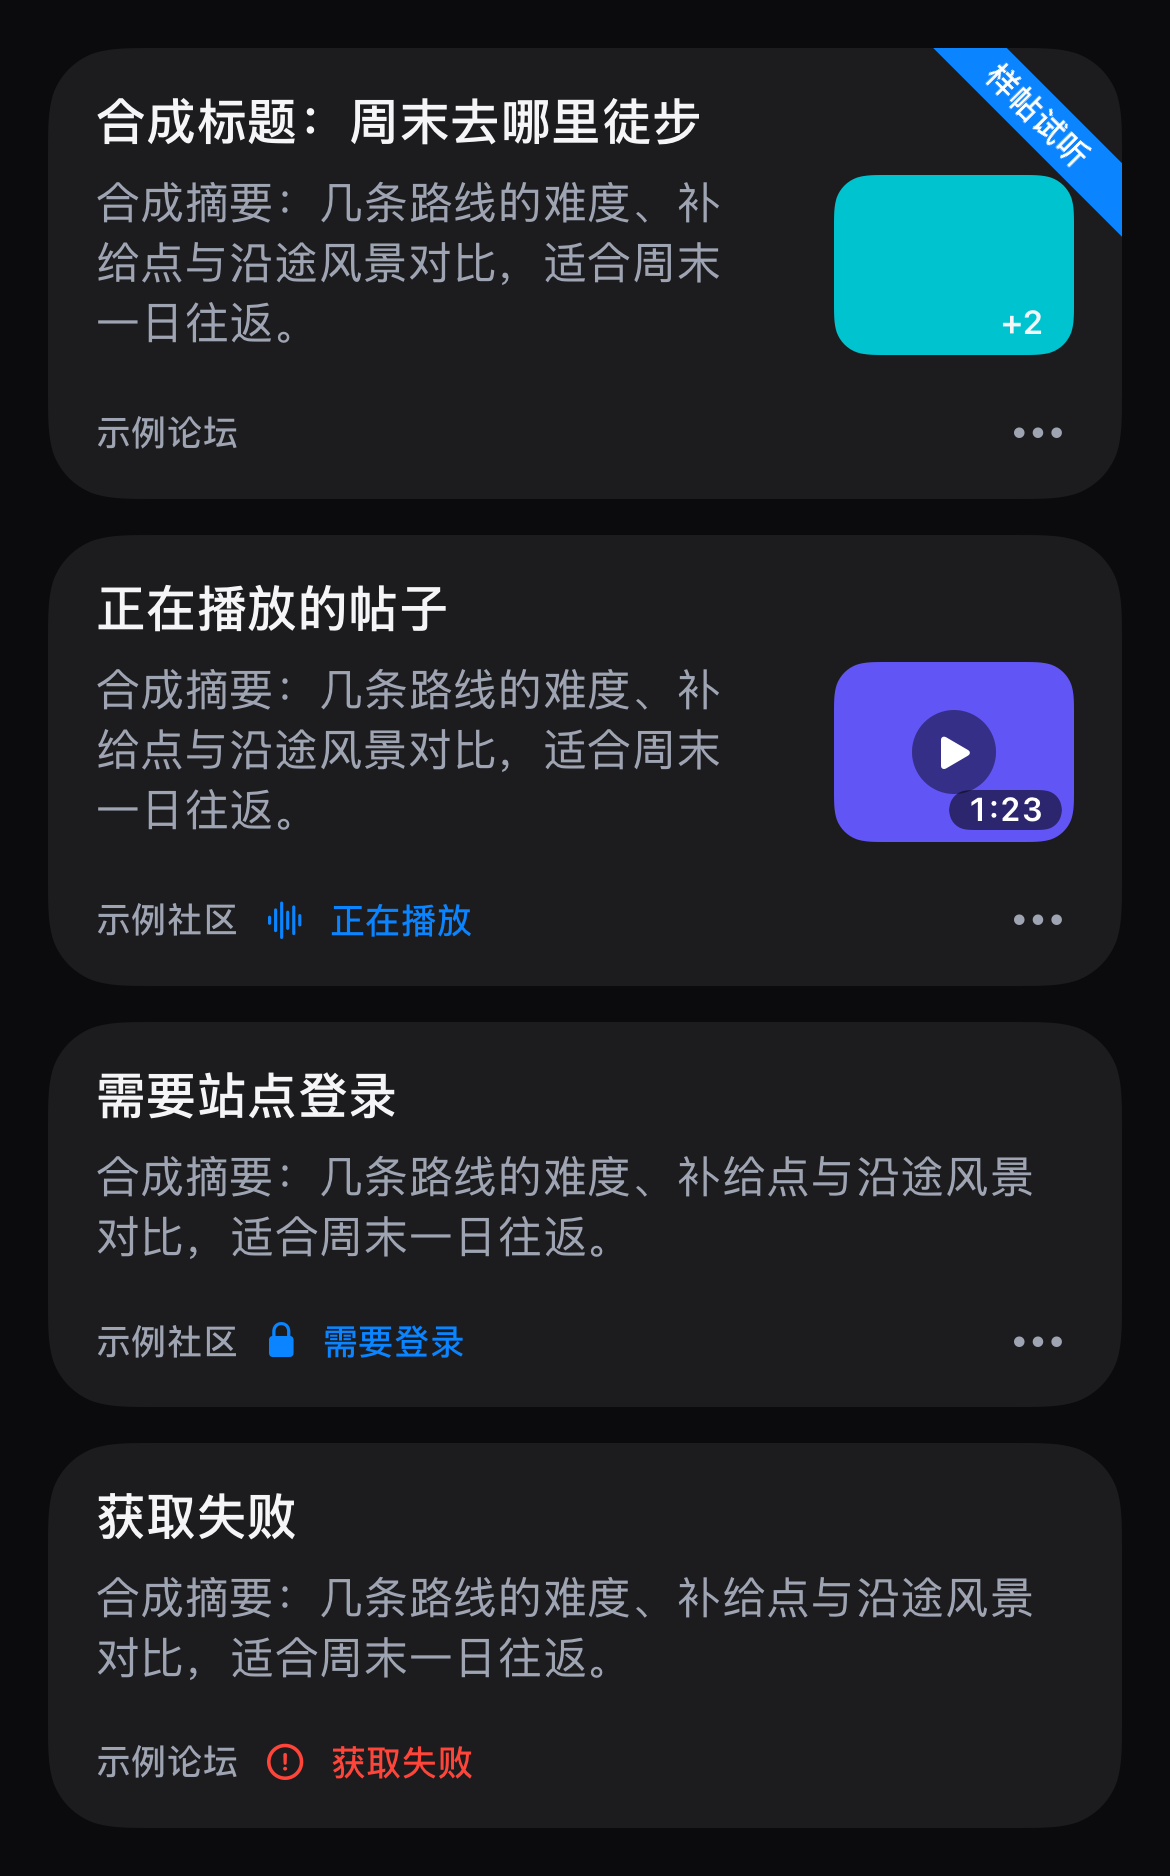 样帖试听
合成标题：周末去哪里徒步
合成摘要：几条路线的难度、补
给点与沿途风景对比，适合周末
一日往返。
+2
示例论坛
正在播放的帖子
合成摘要：几条路线的难度、补
给点与沿途风景对比，适合周末
一日往返。
1:23
示例社区 正在播放
需要站点登录
合成摘要：几条路线的难度、补给点与沿途风景
对比，适合周末一日往返。
示例社区 需要登录
获取失败
合成摘要：几条路线的难度、补给点与沿途风景
对比，适合周末一日往返。
示例论坛 获取失败